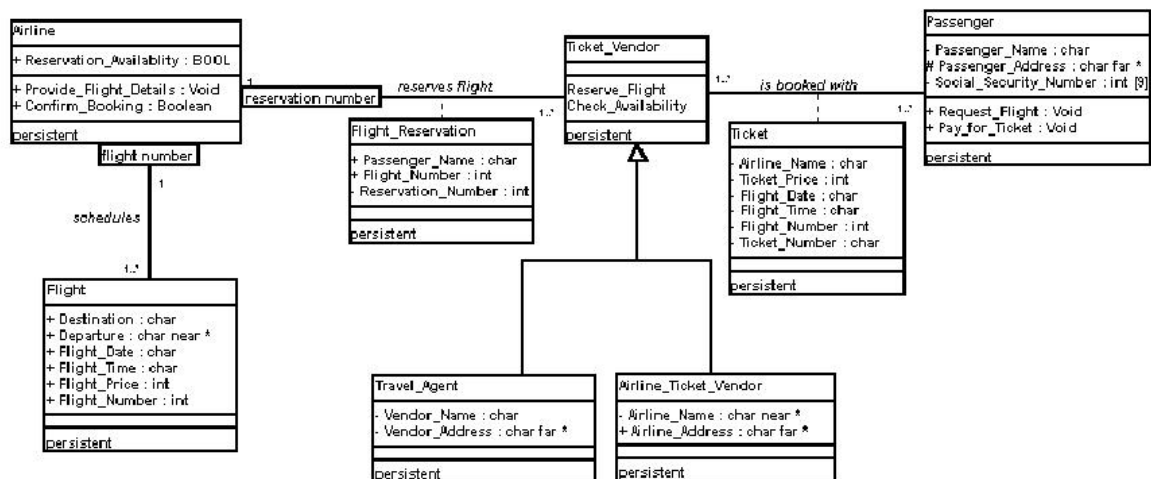 Airline
+ Reservation_Availablity : BOOL
+ Provide_Flight_Details : Void
+ Confirm_Booking : Boolean
persistent
flight number
1
reservation number
reserves flight
1..*
Flight_Reservation
+ Passenger_Name : char
+ Flight_Number : int
- Reservation_Number : int
persistent
Ticket_Vendor
Reserve_Flight
Check_Availability
persistent
1..*
is booked with
1..*
Ticket
- Airline_Name : char
- Ticket_Price : int
- Flight_Date : char
- Flight_Time : char
- Flight_Number : int
- Ticket_Number : char
persistent
Passenger
- Passenger_Name : char
# Passenger_Address : char far *
- Social_Security_Number : int [9]
+ Request_Flight : Void
+ Pay_for_Ticket : Void
persistent
1
schedules
1..*
Flight
+ Destination : char
+ Departure : char near *
+ Flight_Date : char
+ Flight_Time : char
+ Flight_Price : int
+ Flight_Number : int
persistent
Travel_Agent
- Vendor_Name : char
- Vendor_Address : char far *
persistent
Airline_Ticket_Vendor
- Airline_Name : char near *
+ Airline_Address : char far *
persistent